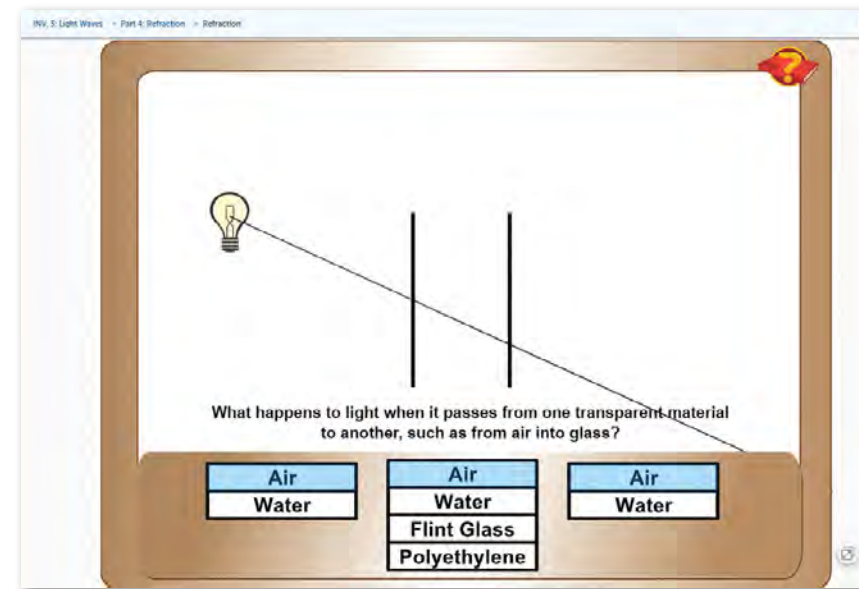 INV. 5: Light Waves > Part 4: Refraction > Refraction
?
What happens to light when it passes from one transparent material
to another, such as from air into glass?
Air Air Air
Water Water Water
Flint Glass
Polyethylene